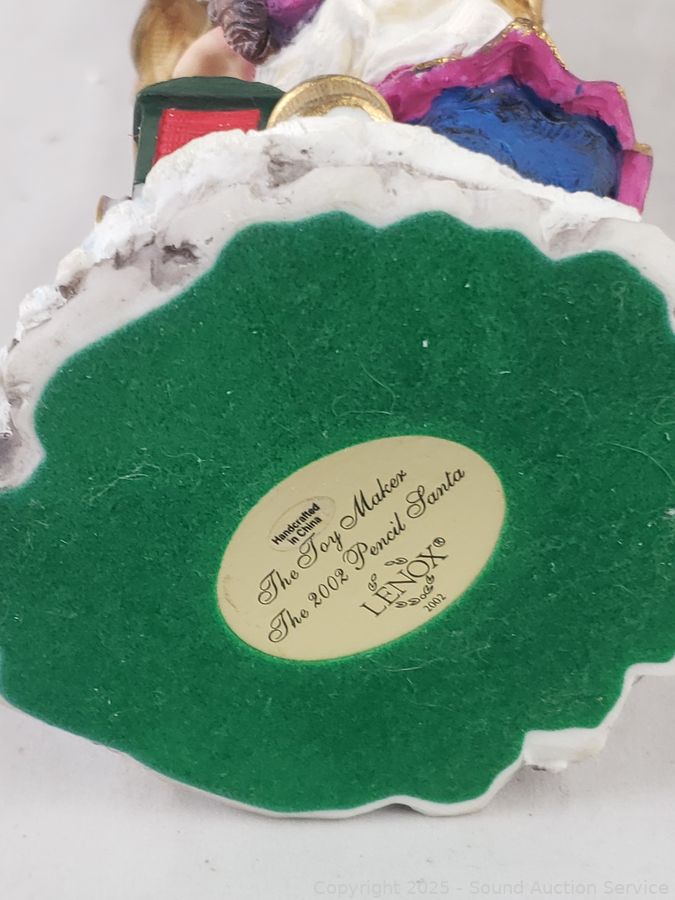 Handcrafted
in China
The Toy Maker
The 2002 Pencil Santa
LENOX®
2002
Copyright 2025 - Sound Auction Service